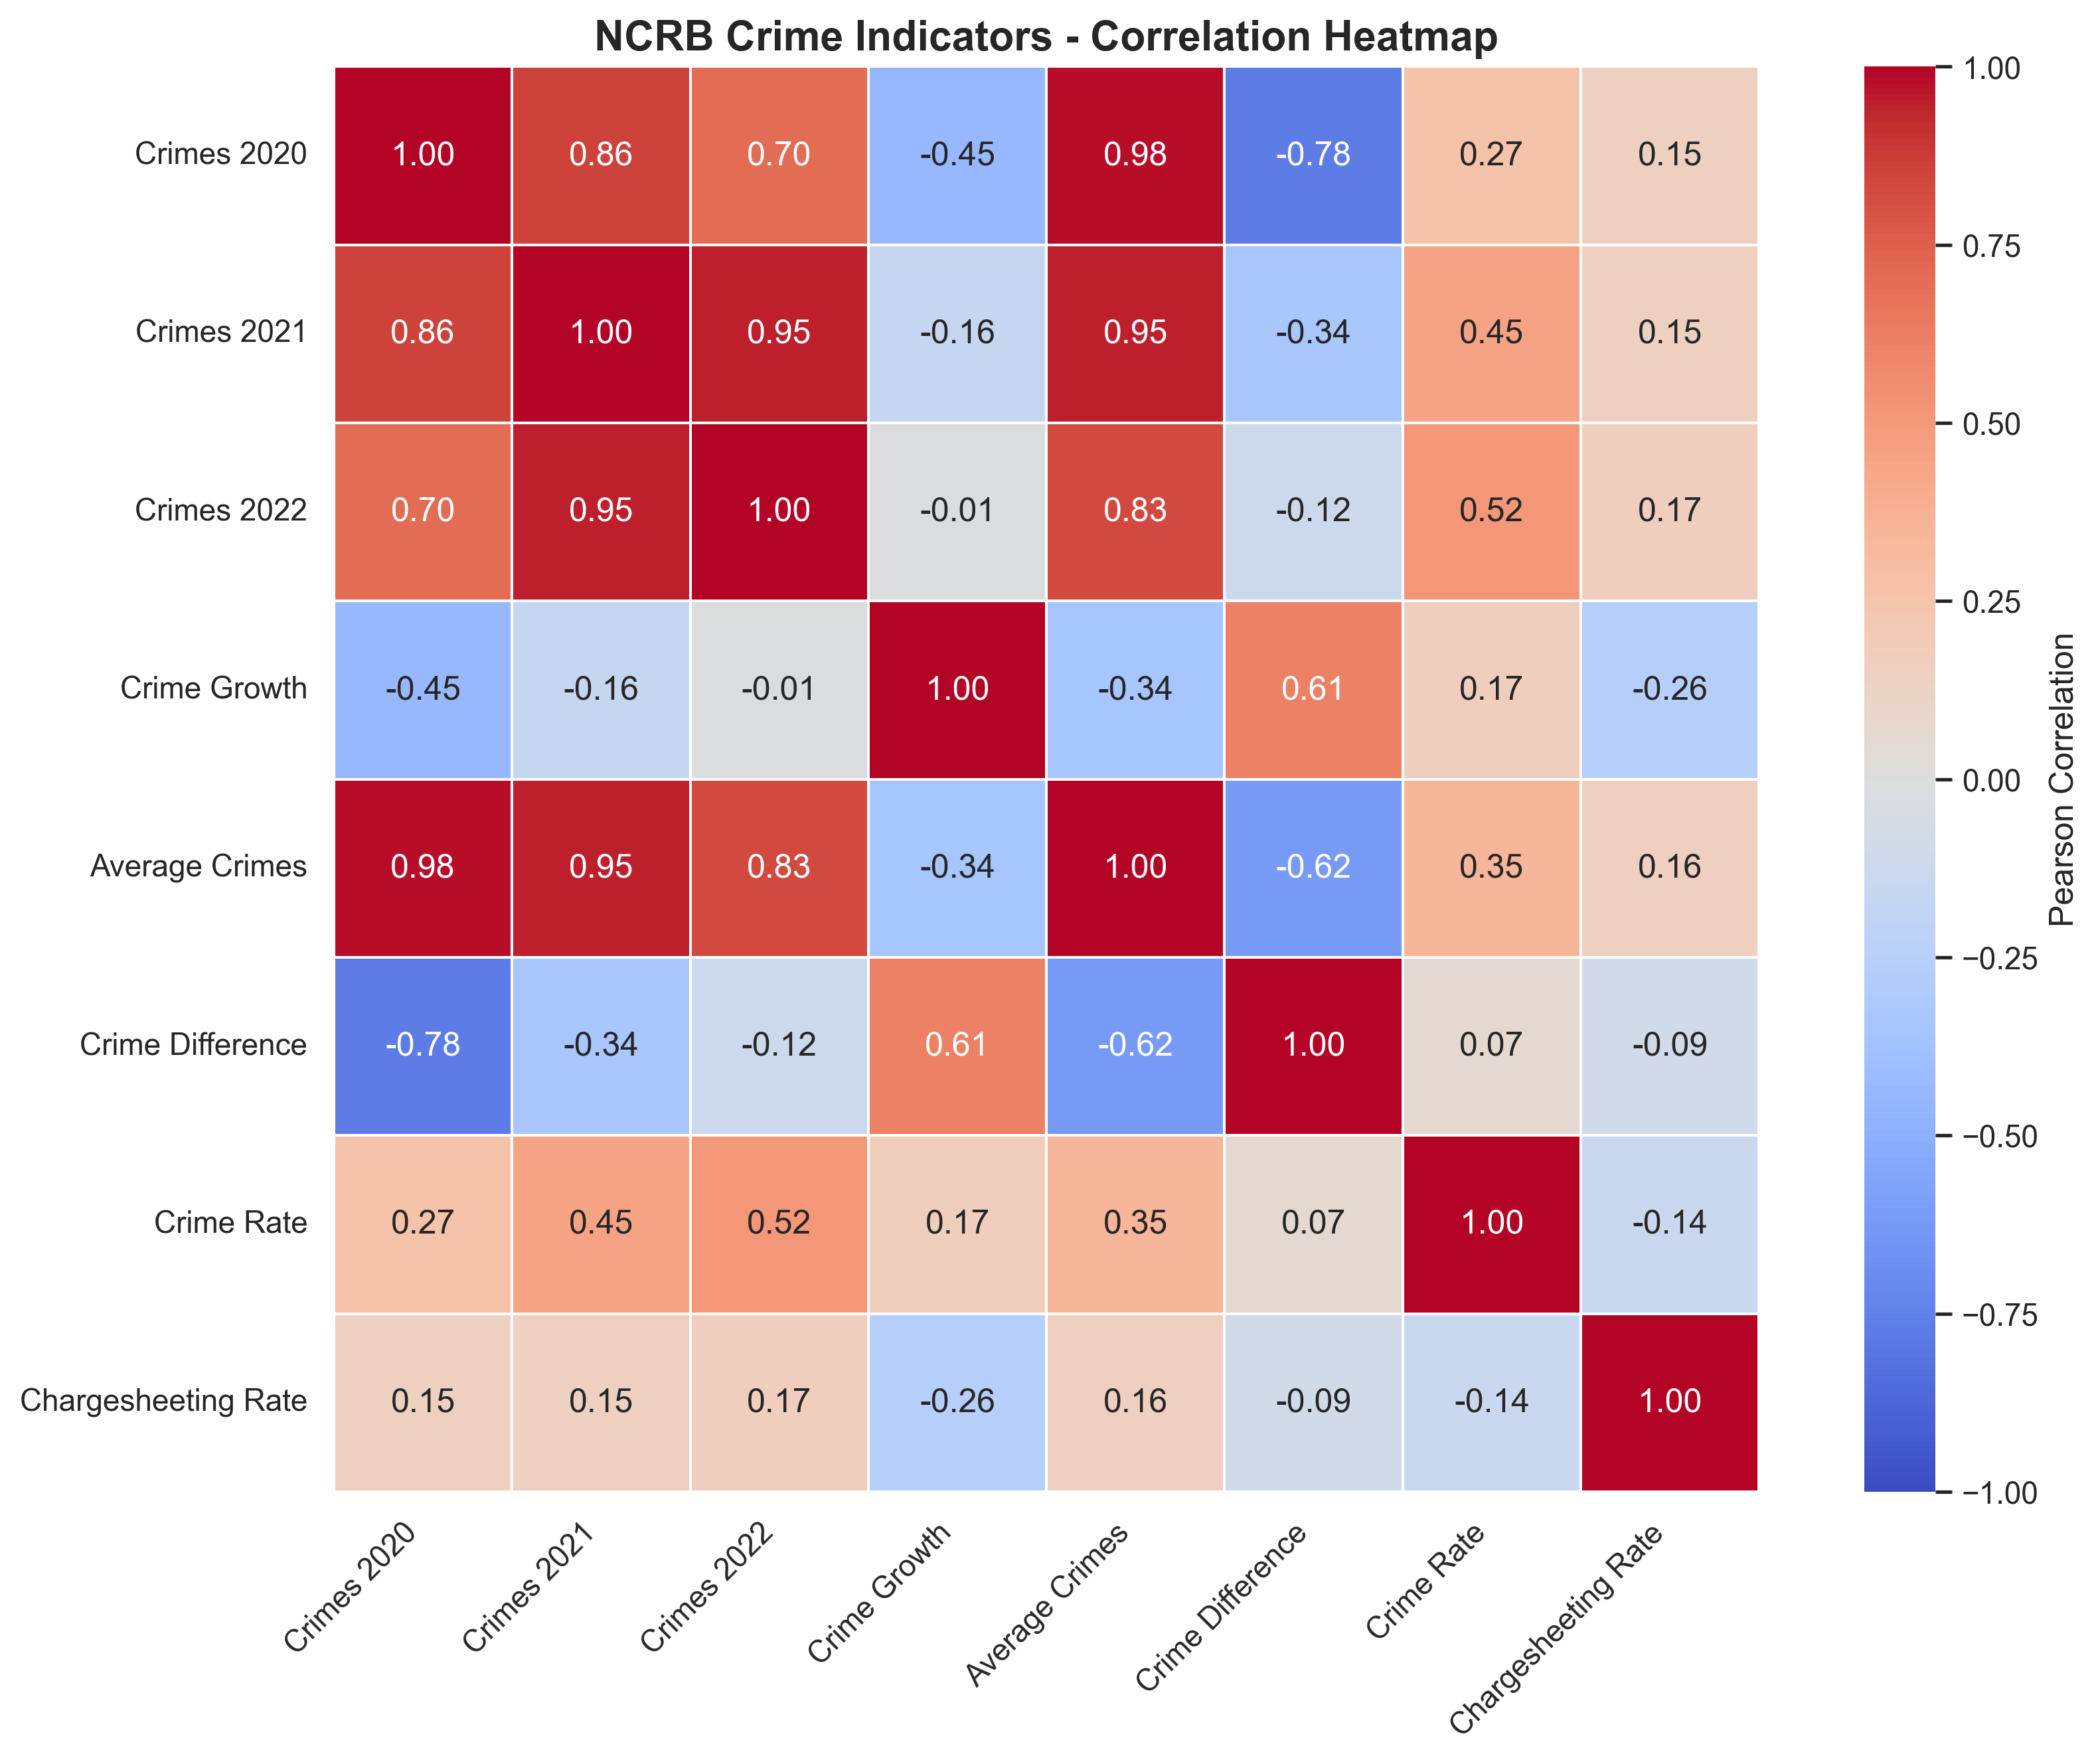 NCRB Crime Indicators - Correlation Heatmap
Crimes 2020 1.00 0.86 0.70 -0.45 0.98 -0.78 0.27 0.15
Crimes 2021 0.86 1.00 0.95 -0.16 0.95 -0.34 0.45 0.15
Crimes 2022 0.70 0.95 1.00 -0.01 0.83 -0.12 0.52 0.17
Crime Growth -0.45 -0.16 -0.01 1.00 -0.34 0.61 0.17 -0.26
Average Crimes 0.98 0.95 0.83 -0.34 1.00 -0.62 0.35 0.16
Crime Difference -0.78 -0.34 -0.12 0.61 -0.62 1.00 0.07 -0.09
Crime Rate 0.27 0.45 0.52 0.17 0.35 0.07 1.00 -0.14
Chargesheeting Rate 0.15 0.15 0.17 -0.26 0.16 -0.09 -0.14 1.00
Crimes 2020
Crimes 2021
Crimes 2022
Crime Growth
Average Crimes
Crime Difference
Crime Rate
Chargesheeting Rate
1.00
0.75
0.50
0.25
0.00
−0.25
−0.50
−0.75
−1.00
Pearson Correlation